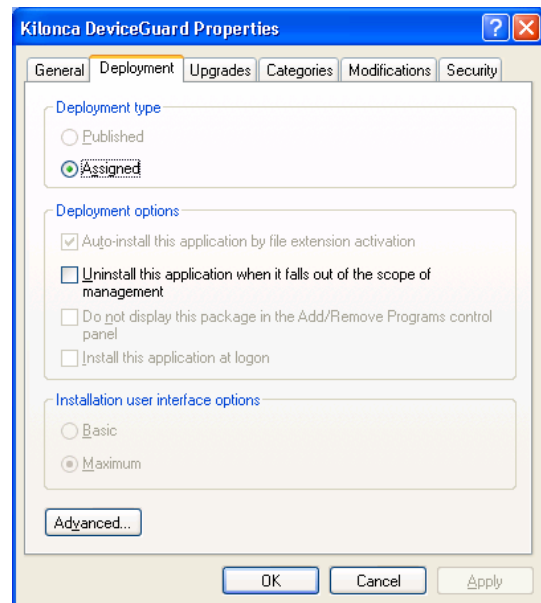 Kilonca DeviceGuard Properties
General Deployment Upgrades Categories Modifications Security
Deployment type
Published
Assigned
Deployment options
Auto-install this application by file extension activation
Uninstall this application when it falls out of the scope of
management
Do not display this package in the Add/Remove Programs control
panel
Install this application at logon
Installation user interface options
Basic
Maximum
Advanced...
OK Cancel Apply